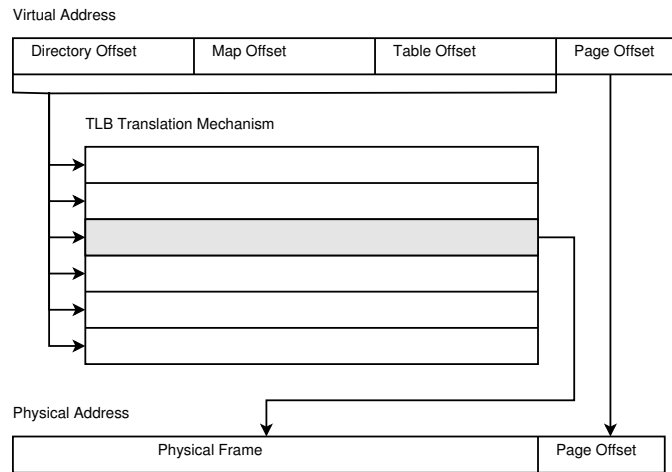 Virtual Address
Directory Offset Map Offset Table Offset Page Offset
TLB Translation Mechanism
Physical Address
Physical Frame Page Offset